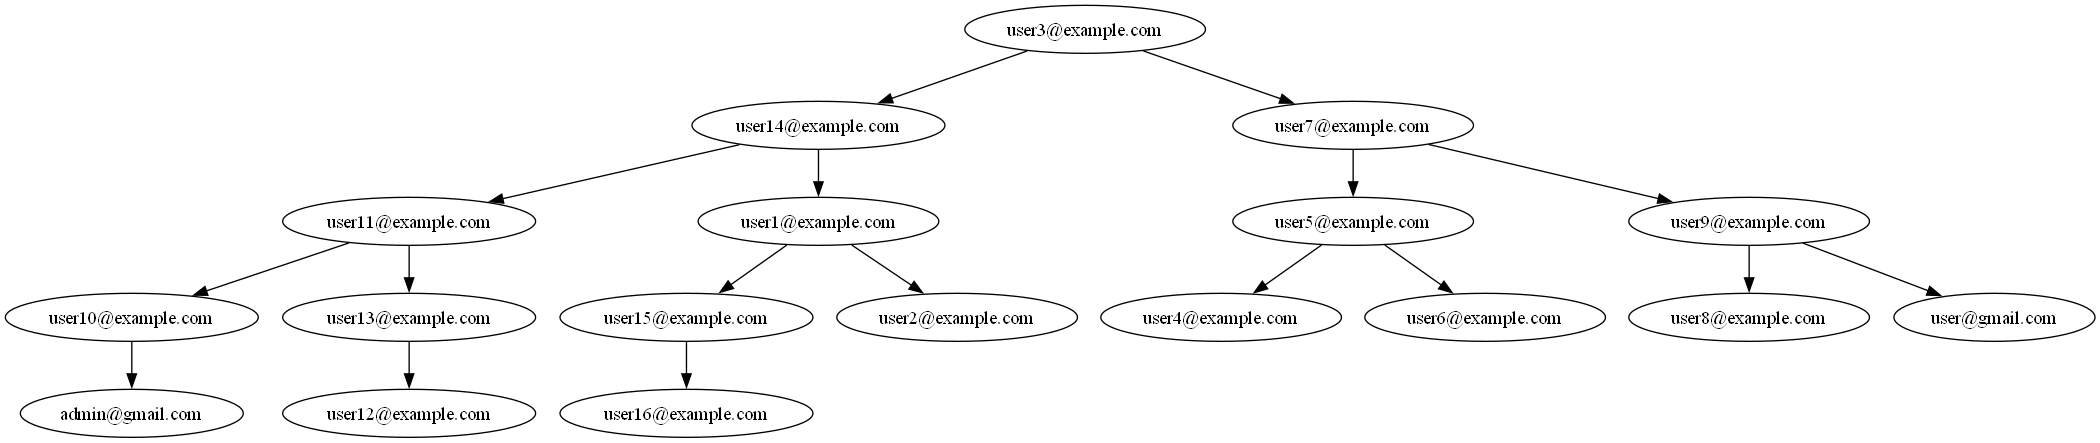 user3@example.com
user14@example.com
user7@example.com
user11@example.com
user1@example.com
user5@example.com
user9@example.com
user10@example.com
user13@example.com
user15@example.com
user2@example.com
user4@example.com
user6@example.com
user8@example.com
user@gmail.com
admin@gmail.com
user12@example.com
user16@example.com